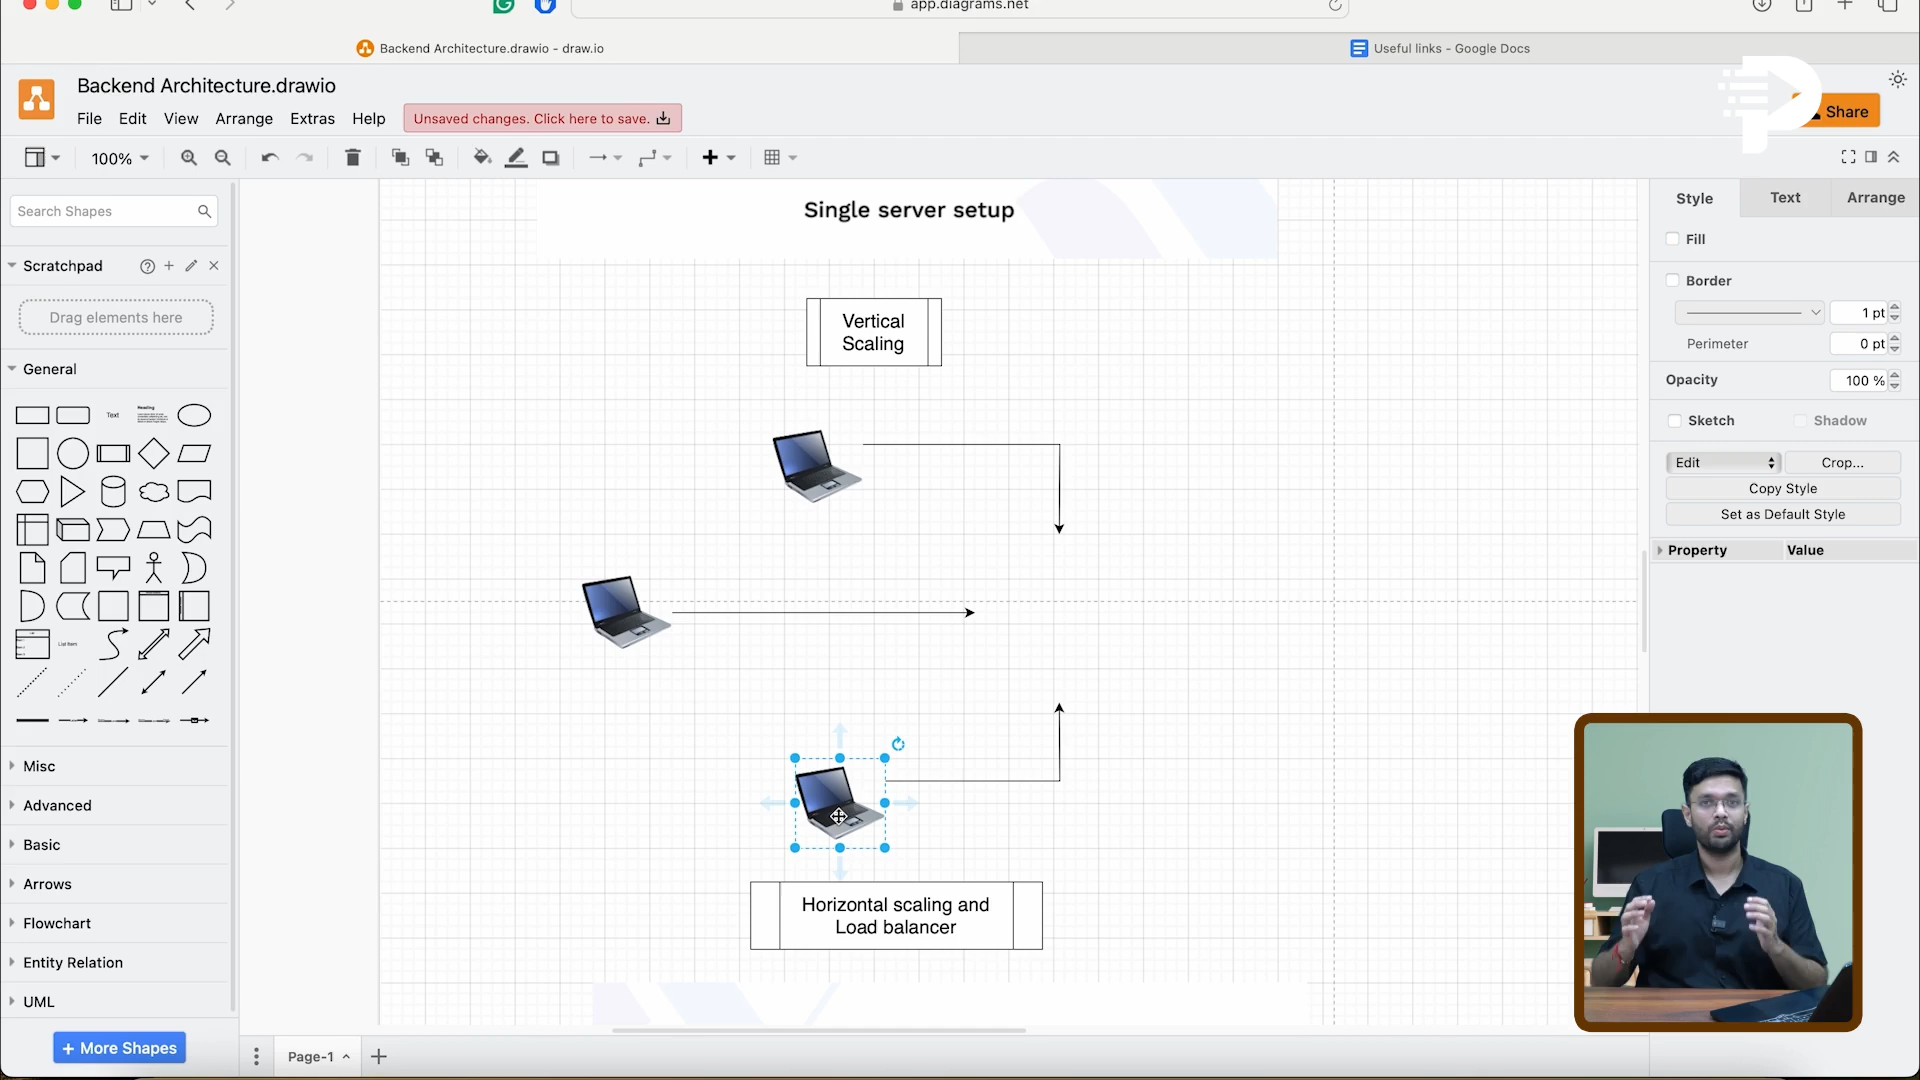 app.diagrams.net
Backend Architecture.drawio - draw.io
Useful links - Google Docs
Backend Architecture.drawio
File Edit View Arrange Extras Help
Unsaved changes. Click here to save.
Share
100%
Search Shapes
Scratchpad
Drag elements here
General
Text
Heading
List Item
Misc
Advanced
Basic
Arrows
Flowchart
Entity Relation
UML
+ More Shapes
Single server setup
Vertical
Scaling
Horizontal scaling and
Load balancer
Page-1
Style Text Arrange
Fill
Border
1 pt
Perimeter 0 pt
Opacity 100 %
Sketch Shadow
Edit Crop...
Copy Style
Set as Default Style
Property Value